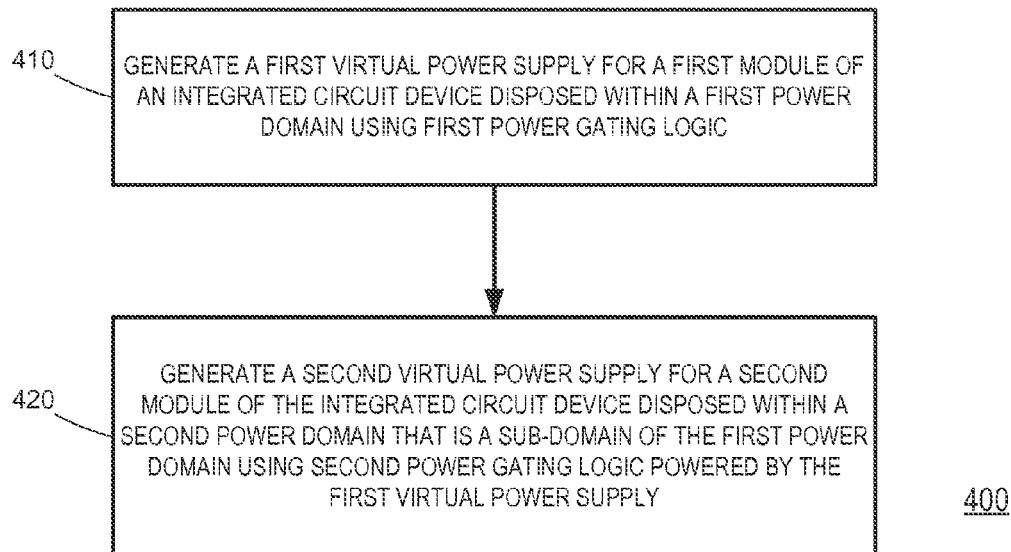 410
GENERATE A FIRST VIRTUAL POWER SUPPLY FOR A FIRST MODULE OF
AN INTEGRATED CIRCUIT DEVICE DISPOSED WITHIN A FIRST POWER
DOMAIN USING FIRST POWER GATING LOGIC
420
GENERATE A SECOND VIRTUAL POWER SUPPLY FOR A SECOND
MODULE OF THE INTEGRATED CIRCUIT DEVICE DISPOSED WITHIN A
SECOND POWER DOMAIN THAT IS A SUB-DOMAIN OF THE FIRST POWER
DOMAIN USING SECOND POWER GATING LOGIC POWERED BY THE
FIRST VIRTUAL POWER SUPPLY
400